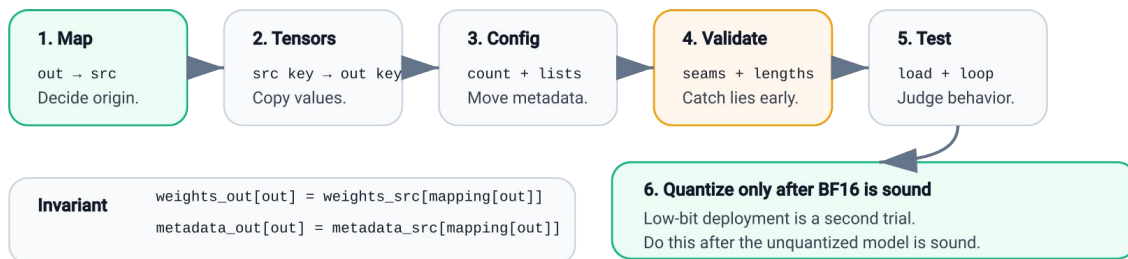 1. Map
out → src
Decide origin.
2. Tensors
src key → out key
Copy values.
3. Config
count + lists
Move metadata.
4. Validate
seams + lengths
Catch lies early.
5. Test
load + loop
Judge behavior.
Invariant
weights_out[out] = weights_src[mapping[out]]
metadata_out[out] = metadata_src[mapping[out]]
6. Quantize only after BF16 is sound
Low-bit deployment is a second trial.
Do this after the unquantized model is sound.